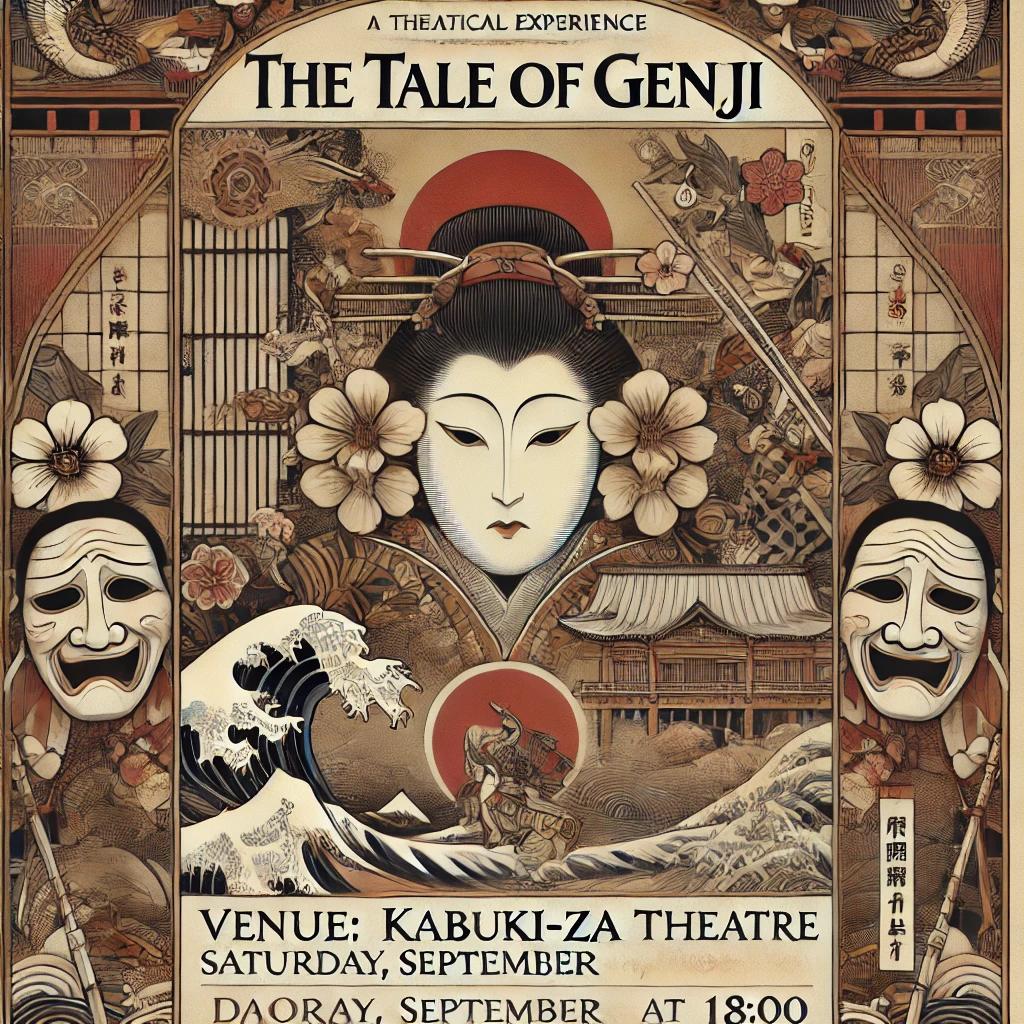 A THEATICAL EXPERIENCE
THE TALE OF GENJI
VENUE: KABUKI-ZA THEATRE
SATURDAY, SEPTEMBER
DAORAY, SEPTEMBER AT 18:00